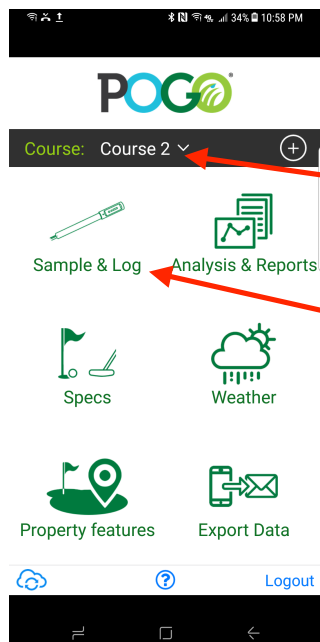 34% 10:58 PM
POGO
Course: Course 2
Sample & Log
Analysis & Reports
Specs
Weather
Property features
Export Data
Logout